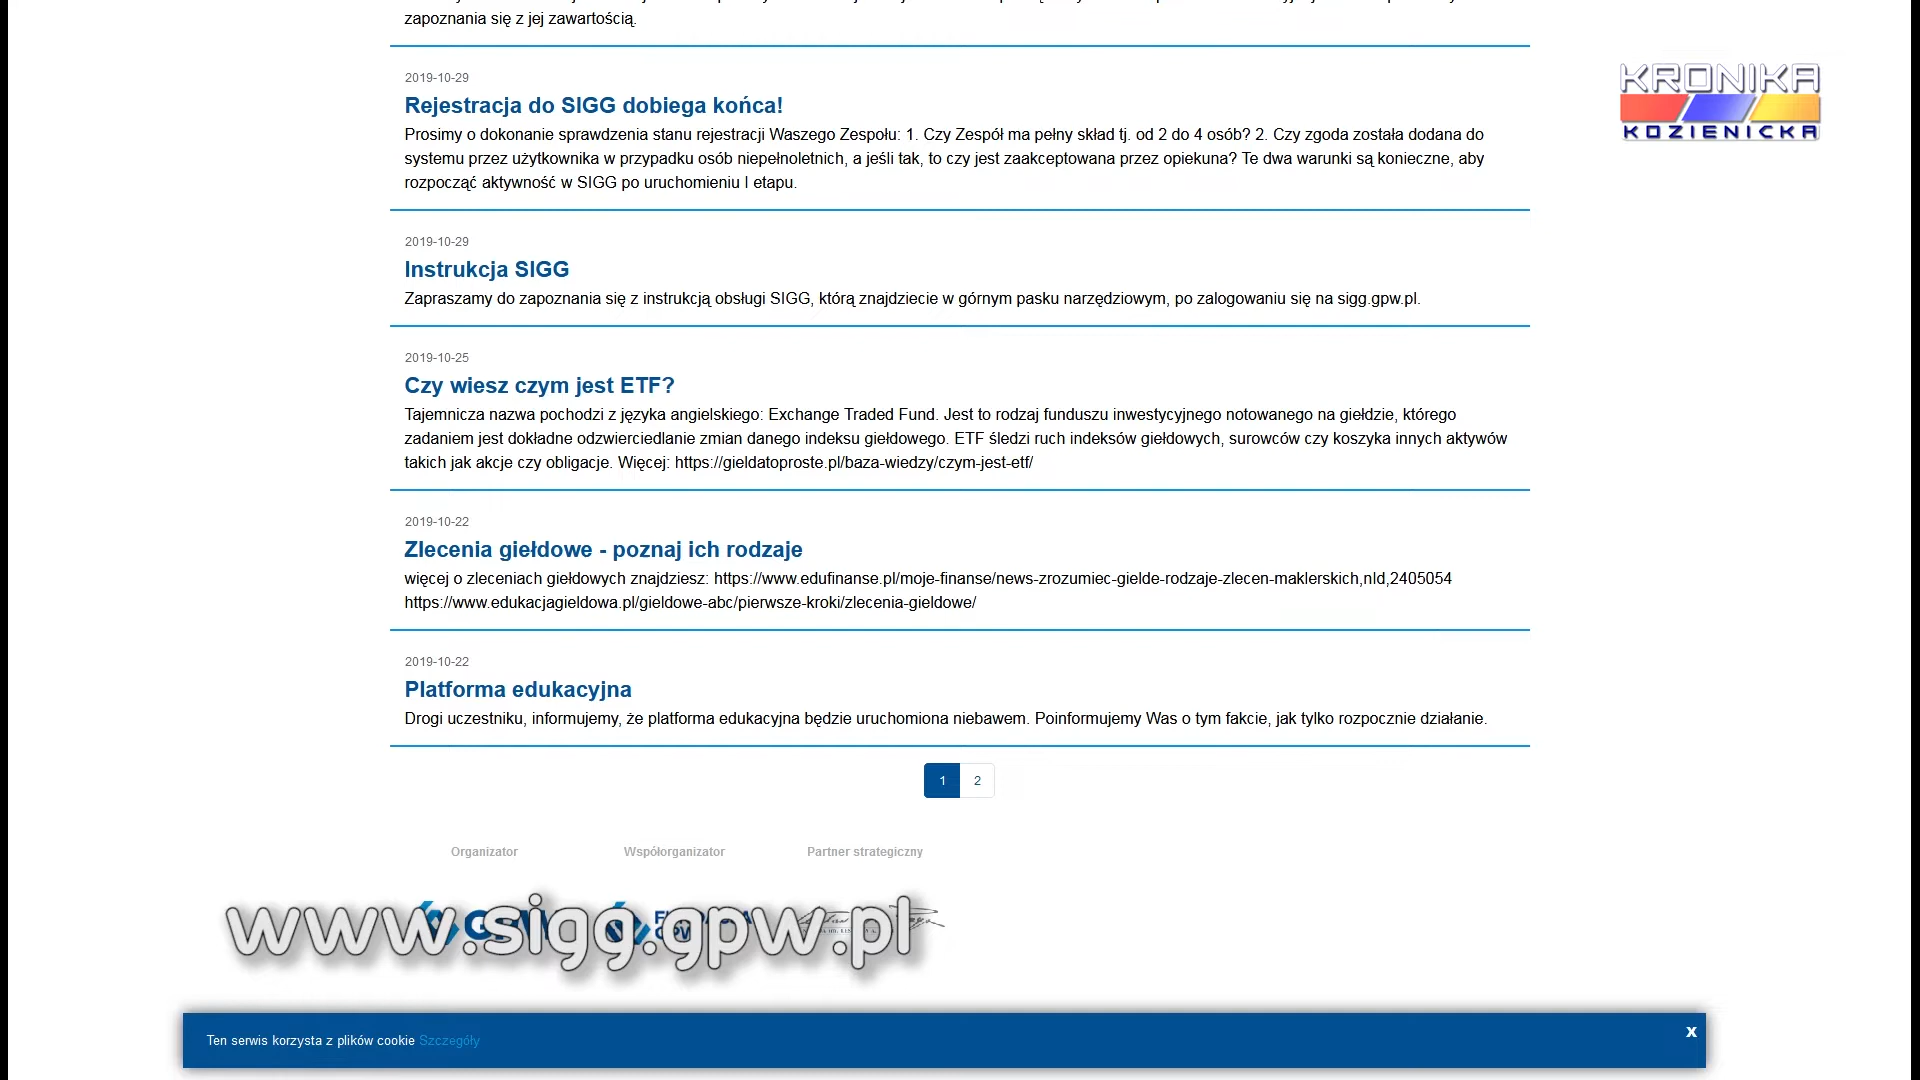 zapoznania się z jej zawartością.
KRONIKA
KOZIENICKA
2019-10-29
Rejestracja do SIGG dobiega końca!
Prosimy o dokonanie sprawdzenia stanu rejestracji Waszego Zespołu: 1. Czy Zespół ma pełny skład tj. od 2 do 4 osób? 2. Czy zgoda została dodana do
systemu przez użytkownika w przypadku osób niepełnoletnich, a jeśli tak, to czy jest zaakceptowana przez opiekuna? Te dwa warunki są konieczne, aby
rozpocząć aktywność w SIGG po uruchomieniu I etapu.
2019-10-29
Instrukcja SIGG
Zapraszamy do zapoznania się z instrukcją obsługi SIGG, którą znajdziecie w górnym pasku narzędziowym, po zalogowaniu się na sigg.gpw.pl.
2019-10-25
Czy wiesz czym jest ETF?
Tajemnicza nazwa pochodzi z języka angielskiego: Exchange Traded Fund. Jest to rodzaj funduszu inwestycyjnego notowanego na giełdzie, którego
zadaniem jest dokładne odzwierciedlanie zmian danego indeksu giełdowego. ETF śledzi ruch indeksów giełdowych, surowców czy koszyka innych aktywów
takich jak akcje czy obligacje. Więcej: https://gieldatoproste.pl/baza-wiedzy/czym-jest-etf/
2019-10-22
Zlecenia giełdowe - poznaj ich rodzaje
więcej o zleceniach giełdowych znajdziesz: https://www.edufinanse.pl/moje-finanse/news-zrozumiec-gielde-rodzaje-zlecen-maklerskich,nId,2405054
https://www.edukacjagieldowa.pl/gieldowe-abc/pierwsze-kroki/zlecenia-gieldowe/
2019-10-22
Platforma edukacyjna
Drogi uczestniku, informujemy, że platforma edukacyjna będzie uruchomiona niebawem. Poinformujemy Was o tym fakcie, jak tylko rozpocznie działanie.
1 2
Organizator Współorganizator Partner strategiczny
www.sigg.gpw.pl
Ten serwis korzysta z plików cookie Szczegóły
x